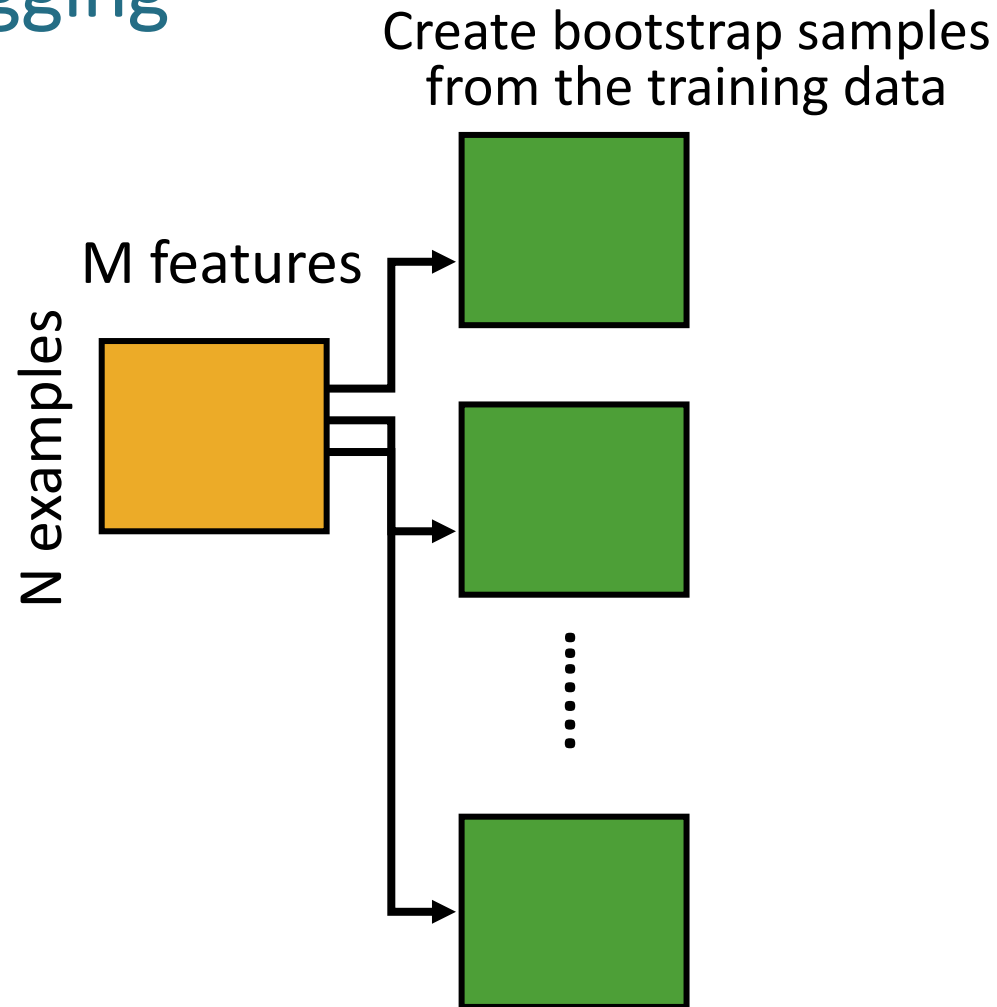 Create bootstrap samples
from the training data
M features
N examples